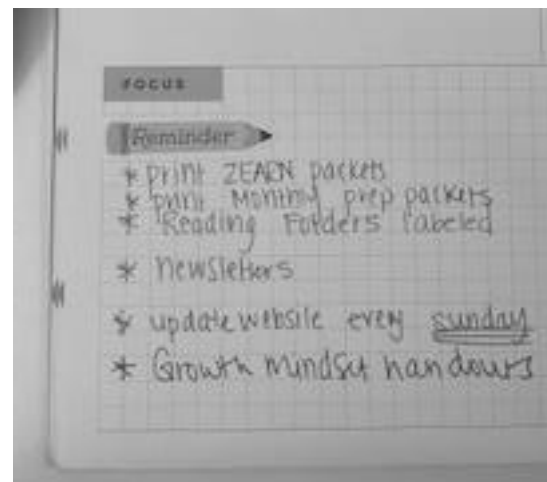 FOCUS
Reminder
* print ZEARN packets
* print Monthly prep packets
* Reading Folders labeled
* newsletters
* update website every sunday
* Growth mindset handouts